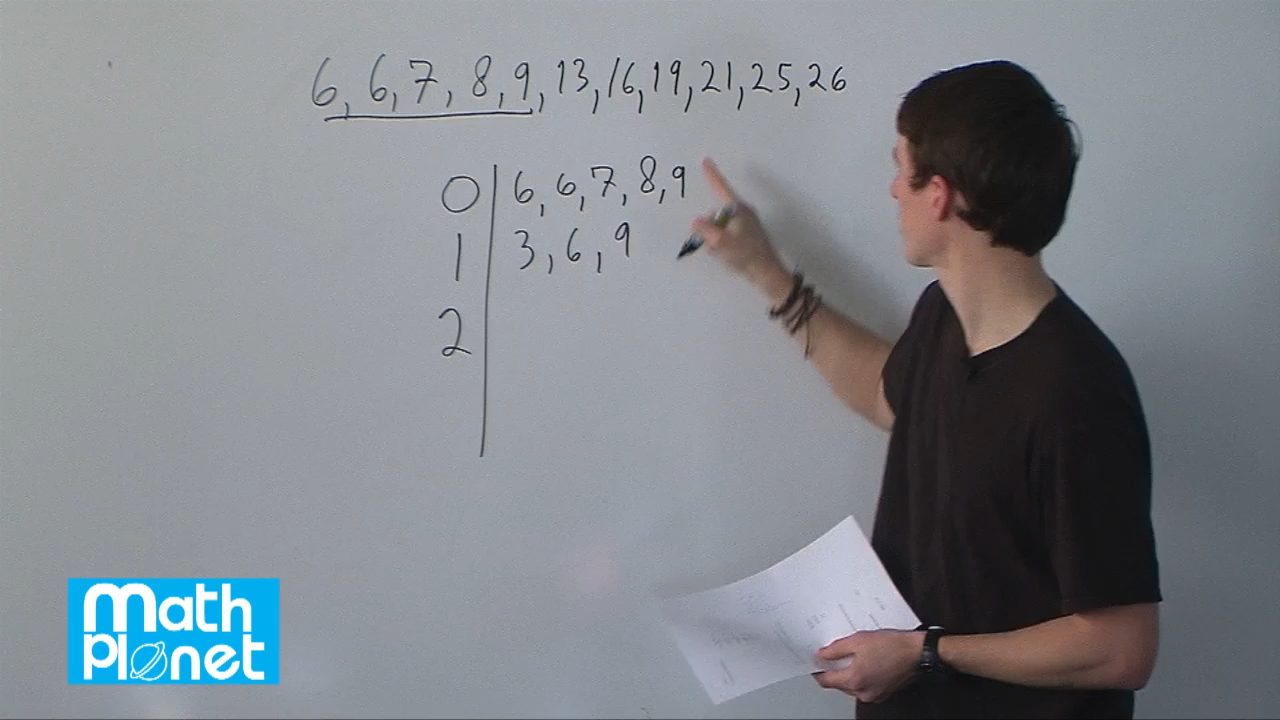 6, 6, 7, 8, 9, 13, 16, 19, 21, 25, 26
0 | 6, 6, 7, 8, 9
1 | 3, 6, 9
2 |
Math
Planet